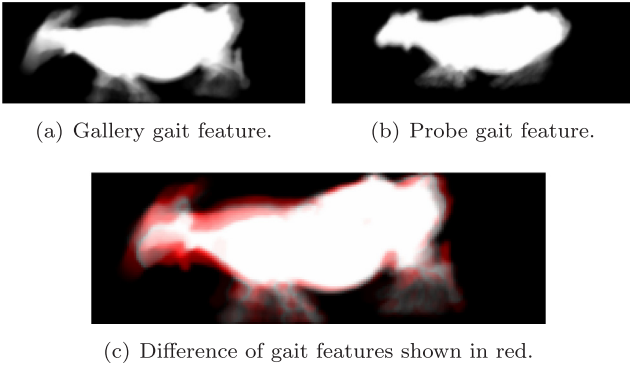 (a) Gallery gait feature.
(b) Probe gait feature.
(c) Difference of gait features shown in red.